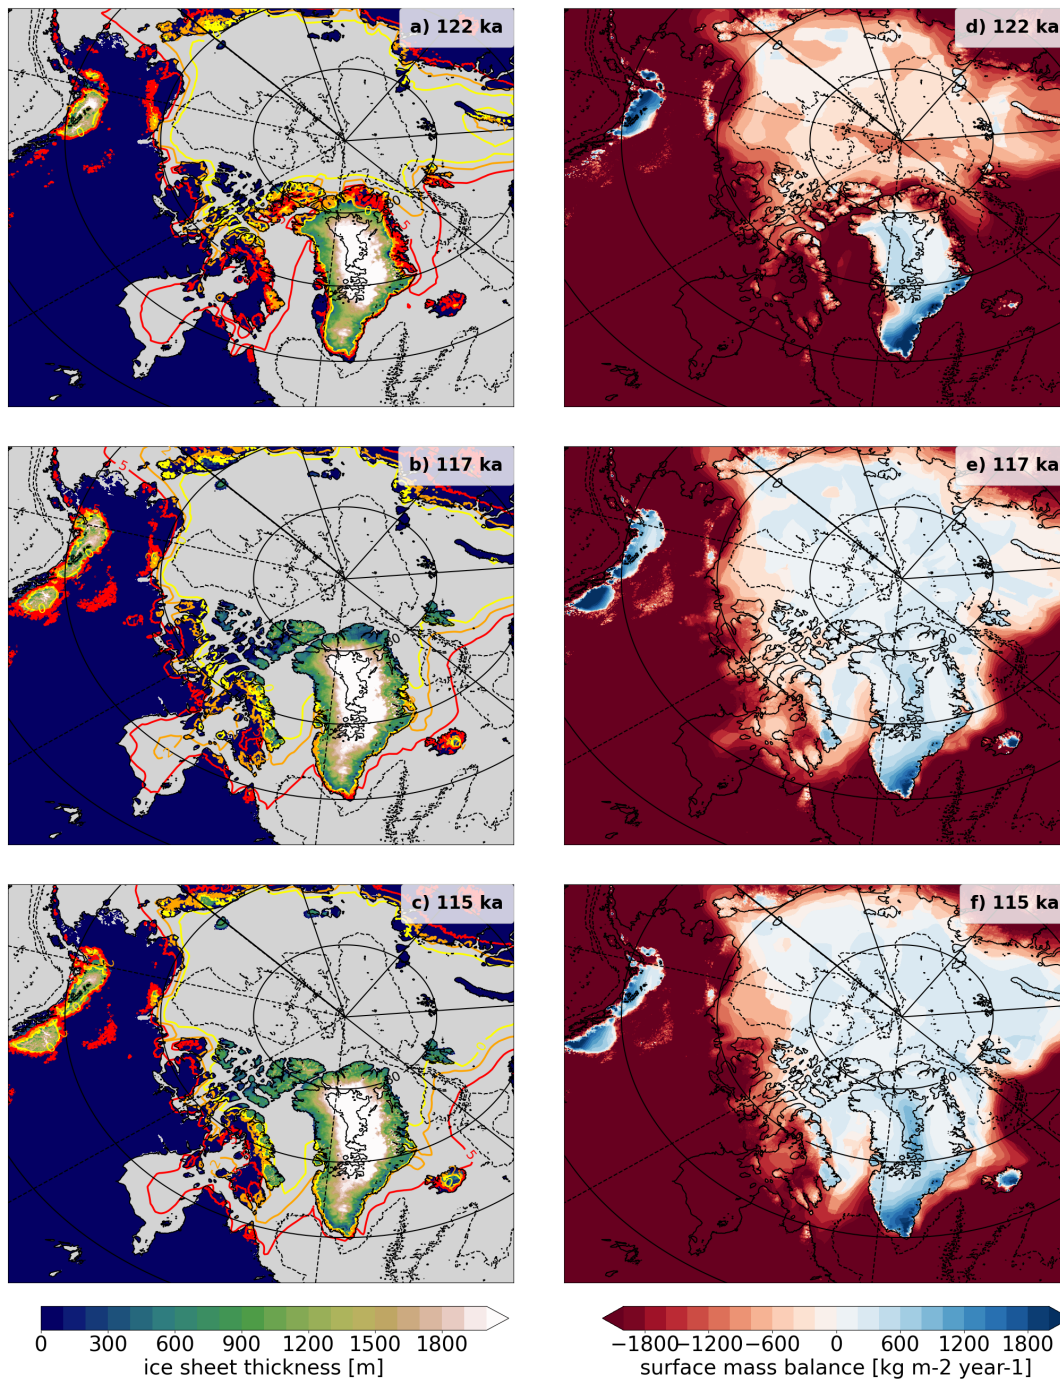 a) 122 ka
d) 122 ka
b) 117 ka
e) 117 ka
c) 115 ka
f) 115 ka
0 300 600 900 1200 1500 1800
−1800 −1200 −600 0 600 1200 1800
ice sheet thickness [m]
surface mass balance [kg m-2 year-1]